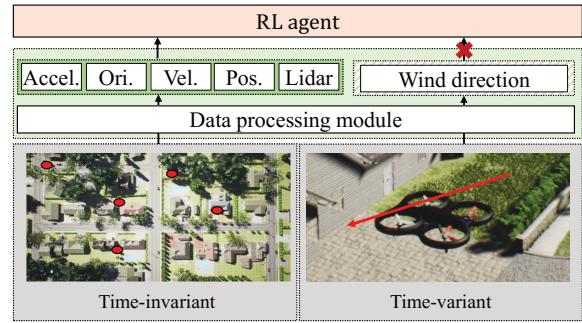 RL agent
Accel. Ori. Vel. Pos. Lidar Wind direction
Data processing module
Time-invariant Time-variant